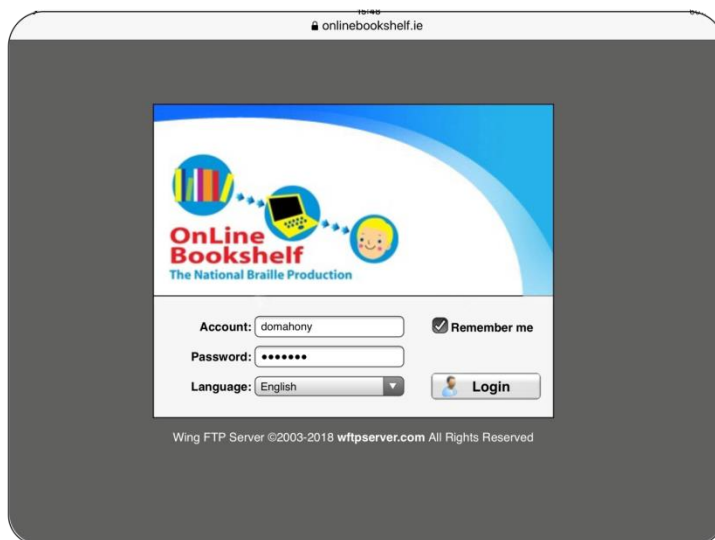 onlinebookshelf.ie
OnLine
Bookshelf
The National Braille Production
Account: domahony
Remember me
Password: •••••••
Language: English
Login
Wing FTP Server ©2003-2018 wftpserver.com All Rights Reserved